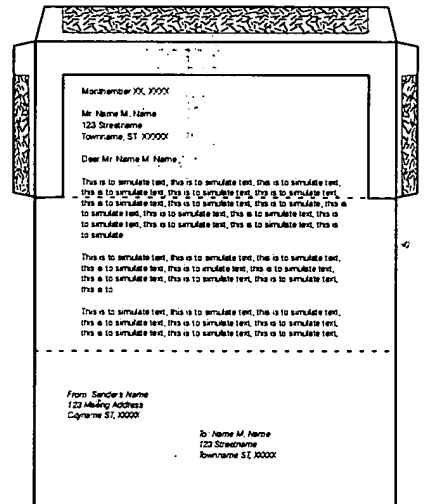 Monthember XX, XXXX
Mr. Name M. Name
123 Streetname
Townname, ST XXXXX
Dear Mr. Name M. Name,
This is to simulate text, this is to simulate text, this is to simulate text,
this is to simulate text, this is to simulate text, this is to simulate text,
this is to simulate text, this is to simulate text, this is to simulate, this is
to simulate text, this is to simulate text, this is to simulate text, this is
to simulate text, this is to simulate text, this is to simulate text, this is
to simulate
This is to simulate text, this is to simulate text, this is to simulate text,
this is to simulate text, this is to imulate text, this is to simulate text,
this is to simulate text, this is to simulate text, this is to simulate text,
this is to
This is to simulate text, this is to simulate text, this is to simulate text,
this is to simulate text, this is to simulate text, this is to simulate text,
this is to simulate text, this is to simulate text, this is to simulate text,
From: Senders Name
123 Mailing Address
Cityname ST, XXXXX
To: Name M. Name
123 Streetname
Townname ST, XXXXX